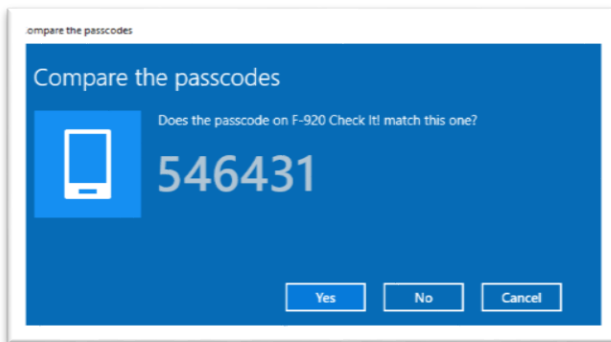 ompare the passcodes
Compare the passcodes
Does the passcode on F-920 Check It! match this one?
546431
Yes No Cancel